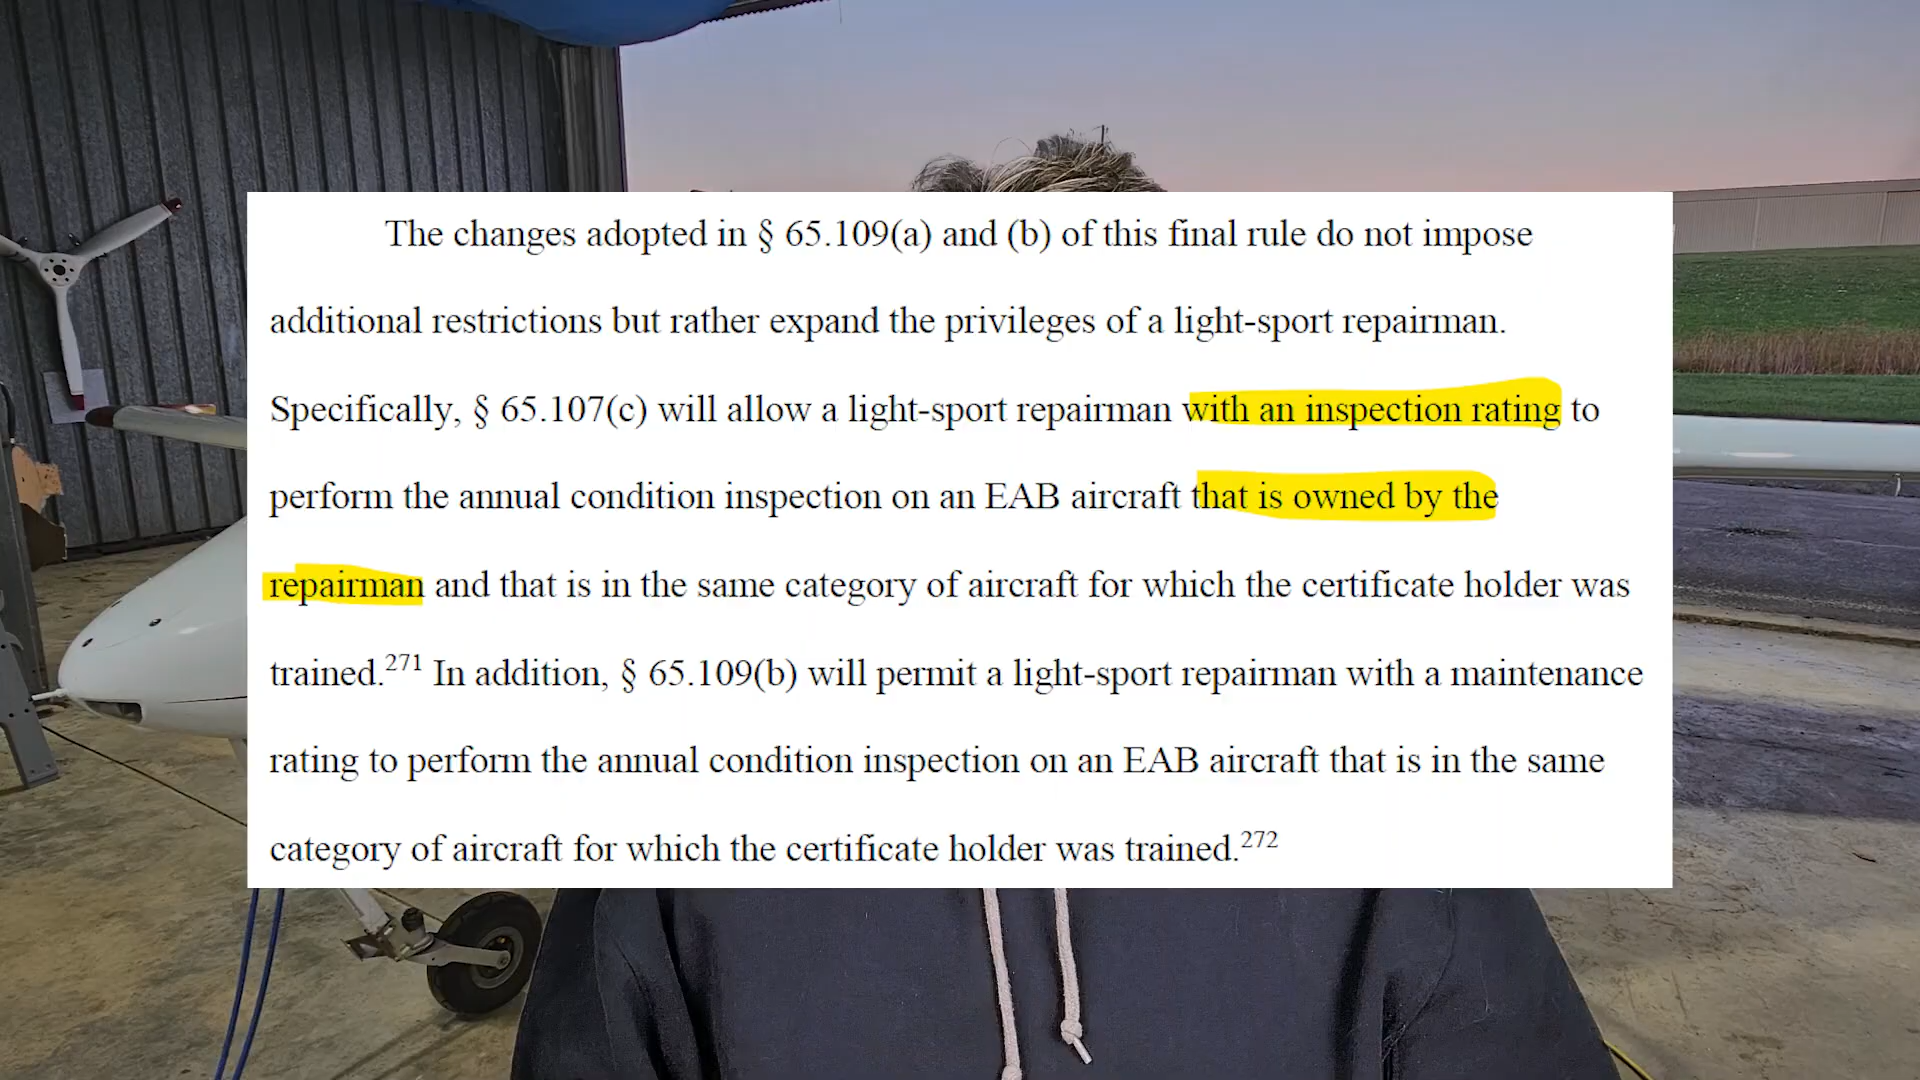 The changes adopted in § 65.109(a) and (b) of this final rule do not impose
additional restrictions but rather expand the privileges of a light-sport repairman.
Specifically, § 65.107(c) will allow a light-sport repairman with an inspection rating to
perform the annual condition inspection on an EAB aircraft that is owned by the
repairman and that is in the same category of aircraft for which the certificate holder was
trained.271 In addition, § 65.109(b) will permit a light-sport repairman with a maintenance
rating to perform the annual condition inspection on an EAB aircraft that is in the same
category of aircraft for which the certificate holder was trained.272